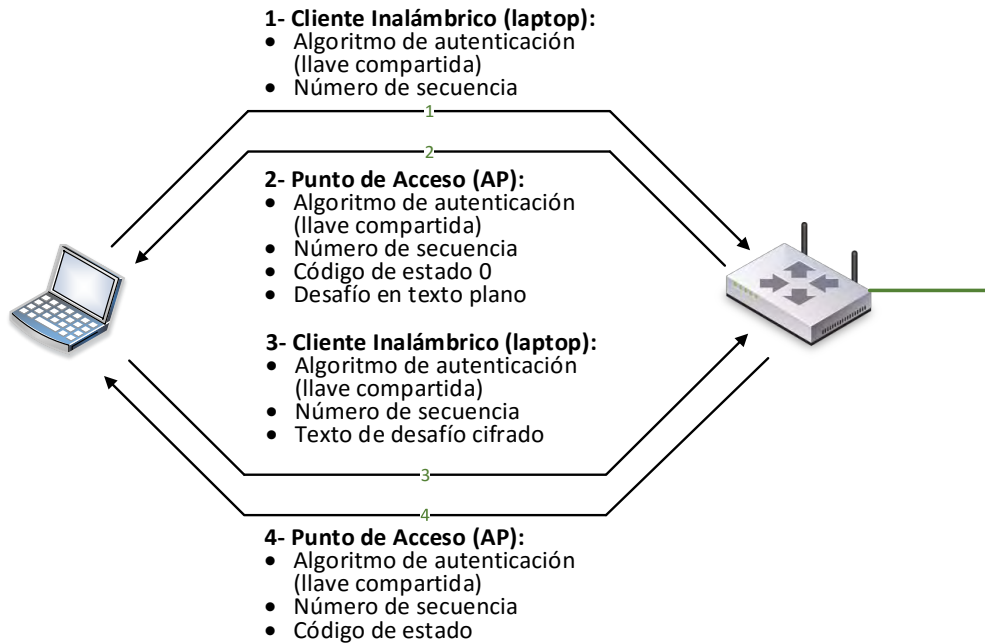 1- Cliente Inalámbrico (laptop):
• Algoritmo de autenticación
(llave compartida)
• Número de secuencia
1
2
2- Punto de Acceso (AP):
• Algoritmo de autenticación
(llave compartida)
• Número de secuencia
• Código de estado 0
• Desafío en texto plano
3- Cliente Inalámbrico (laptop):
• Algoritmo de autenticación
(llave compartida)
• Número de secuencia
• Texto de desafío cifrado
3
4
4- Punto de Acceso (AP):
• Algoritmo de autenticación
(llave compartida)
• Número de secuencia
• Código de estado